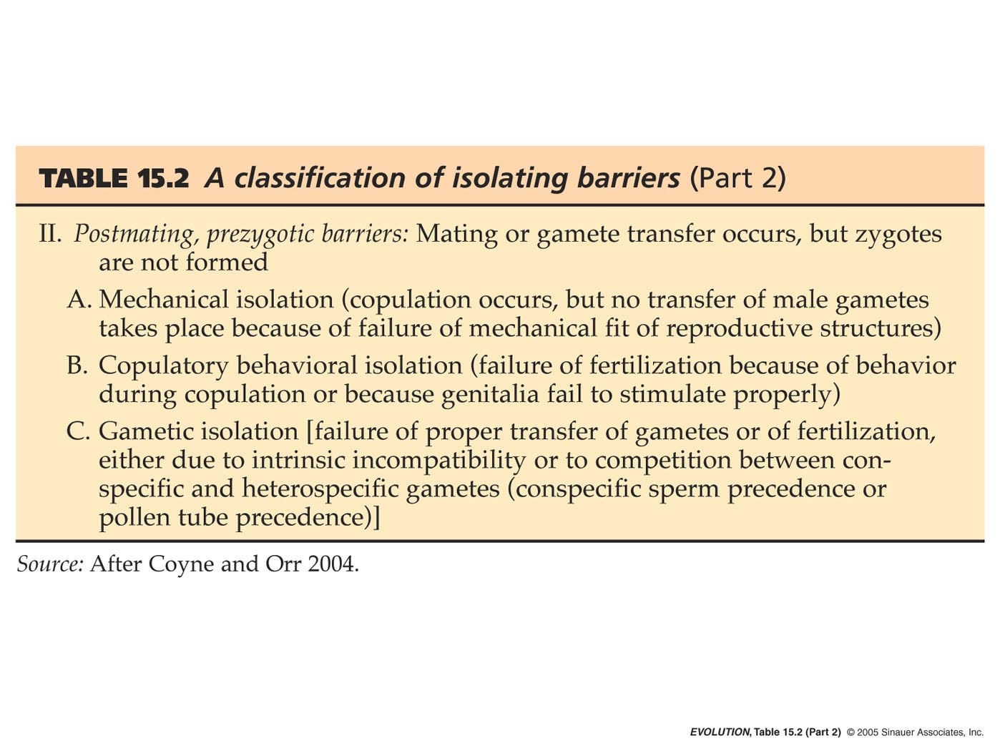 TABLE 15.2 A classification of isolating barriers (Part 2)
II. Postmating, prezygotic barriers: Mating or gamete transfer occurs, but zygotes
are not formed
A. Mechanical isolation (copulation occurs, but no transfer of male gametes
takes place because of failure of mechanical fit of reproductive structures)
B. Copulatory behavioral isolation (failure of fertilization because of behavior
during copulation or because genitalia fail to stimulate properly)
C. Gametic isolation [failure of proper transfer of gametes or of fertilization,
either due to intrinsic incompatibility or to competition between con-
specific and heterospecific gametes (conspecific sperm precedence or
pollen tube precedence)]
Source: After Coyne and Orr 2004.
EVOLUTION, Table 15.2 (Part 2) © 2005 Sinauer Associates, Inc.